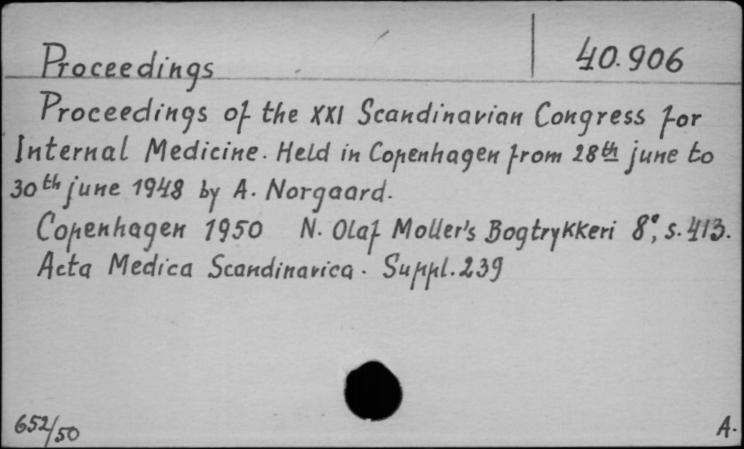 Proceedings 40.906
Proceedings of the XXI Scandinavian Congress for
Internal Medicine. Held in Copenhagen from 28th june to
30th june 1948 by A. Norgaard.
Copenhagen 1950 N. Olaf Moller's Bogtrykkeri 8°, s. 413.
Acta Medica Scandinavica. Suppl. 239
652/50 A.